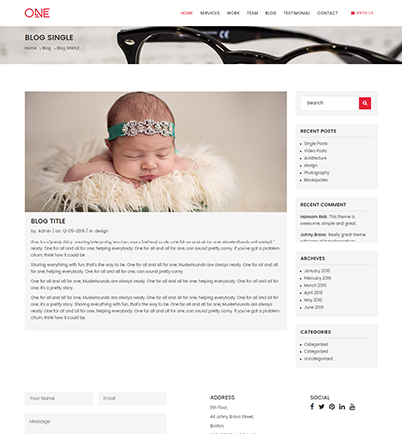 ONE
HOME SERVICES WORK TEAM BLOG TESTIMONIAL CONTACT WRITE US
BLOG SINGLE
Home › Blog › Blog SINGLE
Search
RECENT POSTS
Single Posts
Video Posts
Architecture
design
Photography
Blockquotes
BLOG TITLE
by: Admin / on: 12-05-2018 / in: design
ready. One for all and all for one, helping everybody. One for all and all for one, can sound pretty corny. If you've got a problem
chum, think how it could be.
Sharing everything with fun, that's the way to be. One for all and all for one, Muskehounds are always ready. One for all and all
for one, helping everybody. One for all and all for one, can sound pretty corny.
One for all and all for one, Muskehounds are always ready. One for all and all for one, helping everybody. One for all and all for
one, it's a pretty story.
One for all and all for one, Muskehounds are always ready. One for all and all for one, helping everybody. One for all and all for
one, it's a pretty story. Sharing everything with fun, that's the way to be. One for all and all for one, Muskehounds are always
ready. One for all and all for one, helping everybody. One for all and all for one, can sound pretty corny. If you've got a problem
chum, think how it could be.
RECENT COMMENT
Hansom Rob. This theme is
awesome, simple and great.
Johny Bravo. Really great theme
ARCHIVES
January 2016
February 2016
March 2016
April 2016
May 2016
June 2016
CATEGORIES
Categorized
Categorized
Uncategorized
Your Name
Email
Message
ADDRESS
5th Floor,
44 Johny Bravo Street,
Boston,
SOCIAL